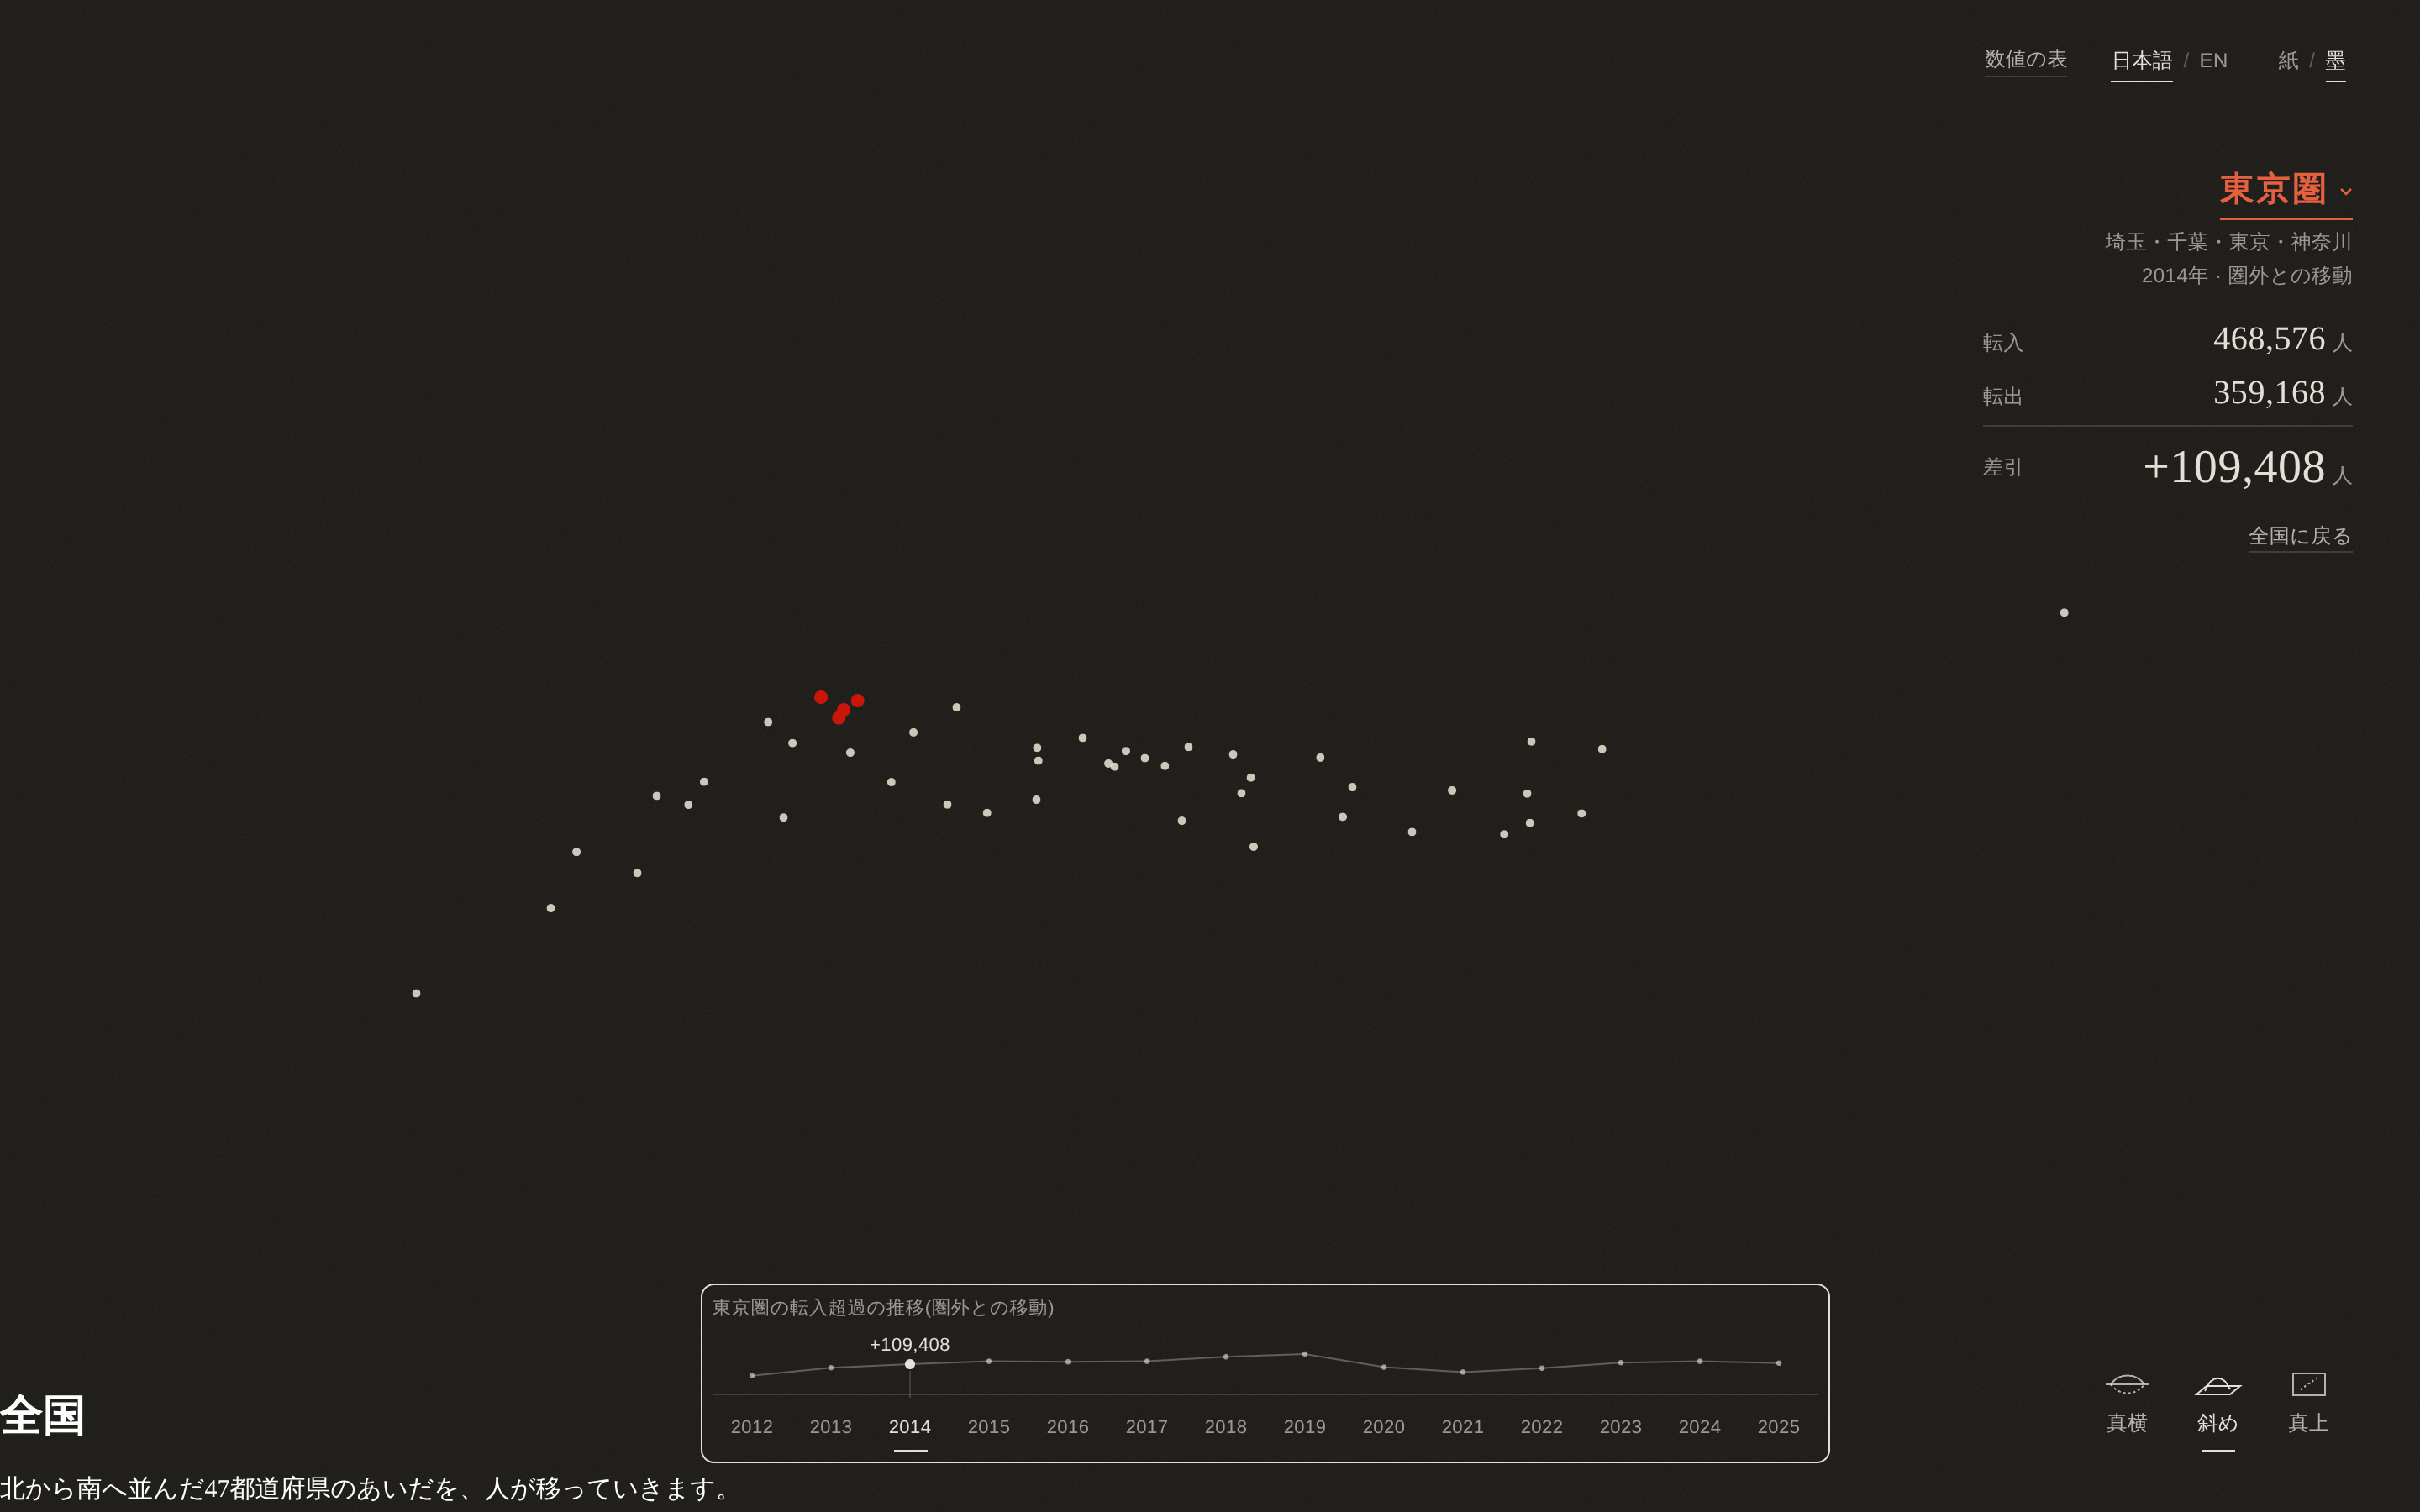 数値の表 日本語 / EN 紙 / 墨
東京圏
埼玉・千葉・東京・神奈川
2014年 · 圏外との移動
転入 468,576 人
転出 359,168 人
差引 +109,408 人
全国に戻る
東京圏の転入超過の推移(圏外との移動)
+109,408
2012 2013 2014 2015 2016 2017 2018 2019 2020 2021 2022 2023 2024 2025
真横 斜め 真上
全国
北から南へ並んだ47都道府県のあいだを、人が移っていきます。